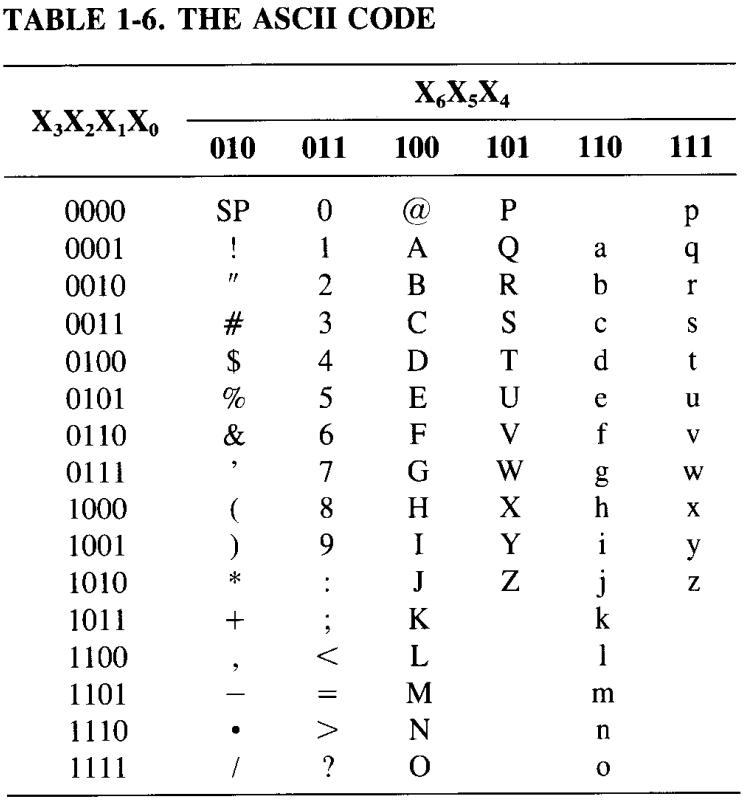 TABLE 1-6. THE ASCII CODE
X₆X₅X₄
X₃X₂X₁X₀
010 011 100 101 110 111
0000 SP 0 @ P p
0001 ! 1 A Q a q
0010 " 2 B R b r
0011 # 3 C S c s
0100 $ 4 D T d t
0101 % 5 E U e u
0110 & 6 F V f v
0111 ’ 7 G W g w
1000 ( 8 H X h x
1001 ) 9 I Y i y
1010 * : J Z j z
1011 + ; K k
1100 , < L l
1101 − = M m
1110 • > N n
1111 / ? O o